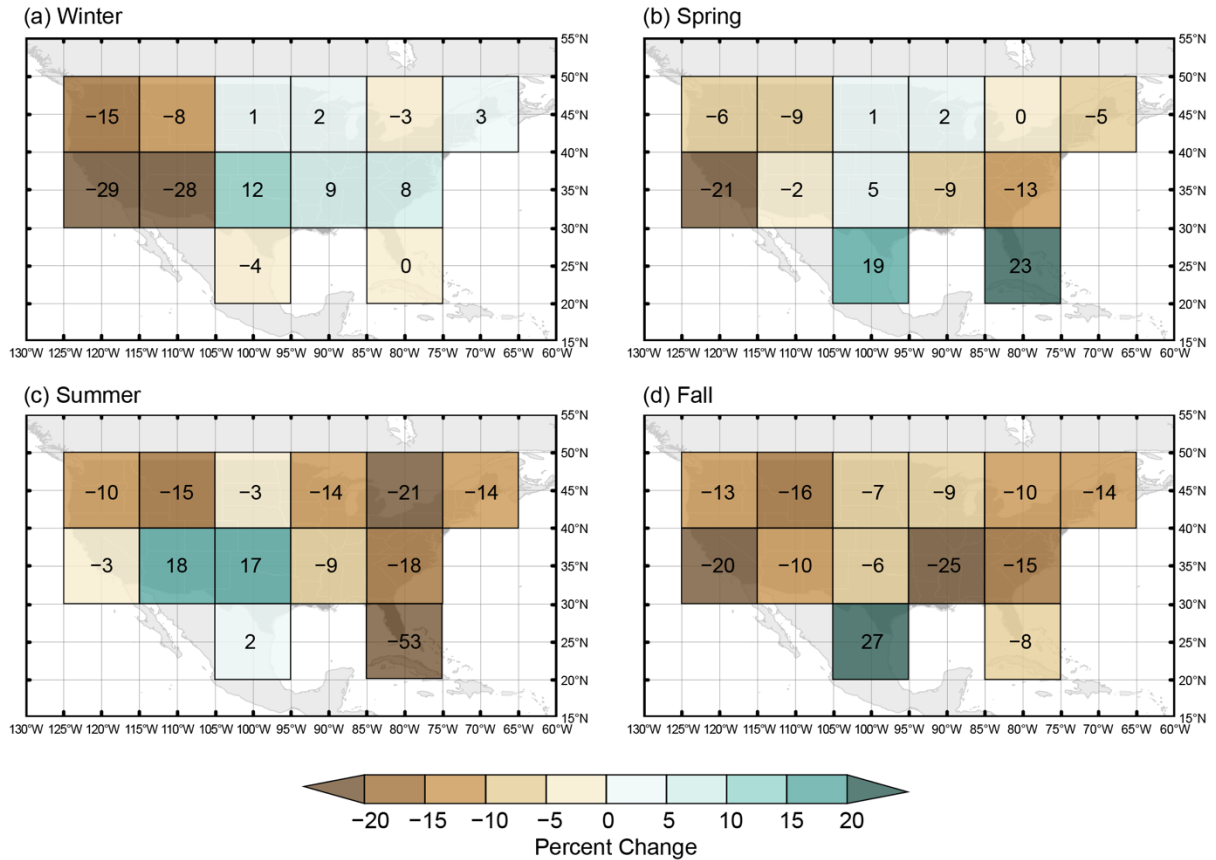 (a) Winter
55°N
50°N
−15 −8 1 2 −3 3
45°N
40°N
−29 −28 12 9 8
35°N
30°N
−4 0
25°N
20°N
15°N
130°W 125°W 120°W 115°W 110°W 105°W 100°W 95°W 90°W 85°W 80°W 75°W 70°W 65°W 60°W
(b) Spring
55°N
50°N
−6 −9 1 2 0 −5
45°N
40°N
−21 −2 5 −9 −13
35°N
30°N
19 23
25°N
20°N
15°N
130°W 125°W 120°W 115°W 110°W 105°W 100°W 95°W 90°W 85°W 80°W 75°W 70°W 65°W 60°W
(c) Summer
55°N
50°N
−10 −15 −3 −14 −21 −14
45°N
40°N
−3 18 17 −9 −18
35°N
30°N
2 −53
25°N
20°N
15°N
130°W 125°W 120°W 115°W 110°W 105°W 100°W 95°W 90°W 85°W 80°W 75°W 70°W 65°W 60°W
(d) Fall
55°N
50°N
−13 −16 −7 −9 −10 −14
45°N
40°N
−20 −10 −6 −25 −15
35°N
30°N
27 −8
25°N
20°N
15°N
130°W 125°W 120°W 115°W 110°W 105°W 100°W 95°W 90°W 85°W 80°W 75°W 70°W 65°W 60°W
−20 −15 −10 −5 0 5 10 15 20
Percent Change